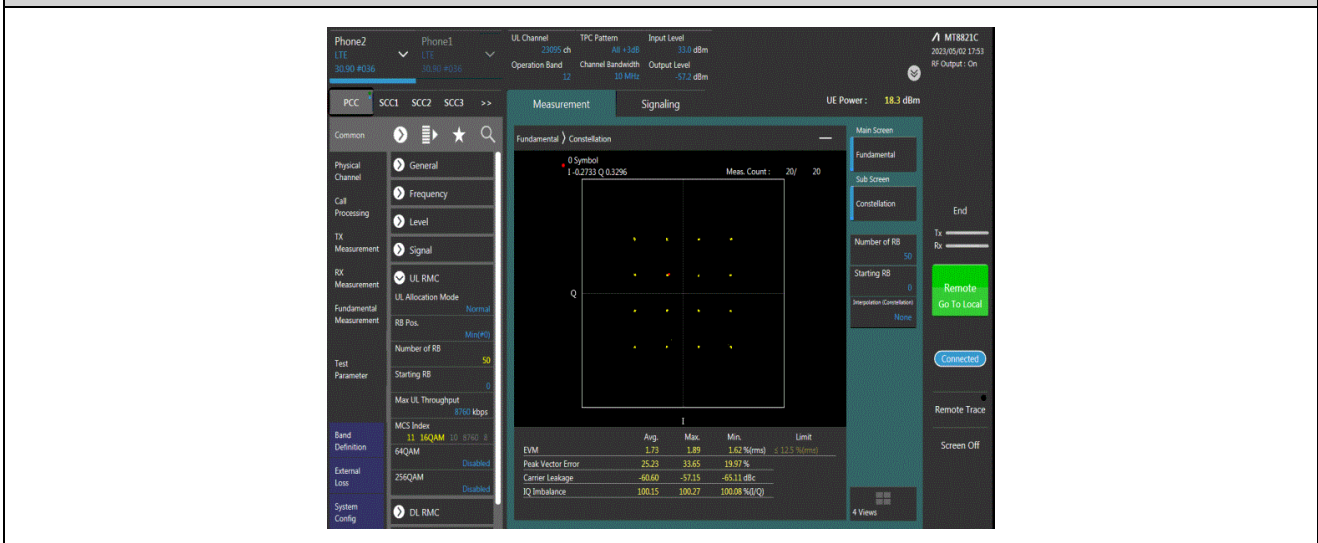 Phone2
LTE
30.90 #036
Phone1
LTE
30.90 #036
UL Channel
23095 ch
TPC Pattern
All +3dB
Input Level
33.0 dBm
Operation Band
12
Channel Bandwidth
10 MHz
Output Level
-57.2 dBm
MT8821C
2023/05/02 17:53
RF Output : On
PCC SCC1 SCC2 SCC3 >>
Measurement
Signaling
UE Power : 18.3 dBm
Common
Physical
Channel
Call
Processing
TX
Measurement
RX
Measurement
Fundamental
Measurement
Test
Parameter
Band
Definition
External
Loss
System
Config
General
Frequency
Level
Signal
UL RMC
UL Allocation Mode
Normal
RB Pos.
Min(#0)
Number of RB
50
Starting RB
0
Max UL Throughput
8760 kbps
MCS Index
11 16QAM 10 8760 8
64QAM
Disabled
256QAM
Disabled
DL RMC
Fundamental ⟩ Constellation
0 Symbol
I -0.2733 Q 0.3296
Meas. Count : 20/ 20
Q
I
Avg. Max. Min. Limit
EVM 1.73 1.89 1.62 %(rms) ≤ 12.5 %(rms)
Peak Vector Error 25.23 33.65 19.97 %
Carrier Leakage -60.60 -57.15 -65.11 dBc
IQ Imbalance 100.15 100.27 100.08 %(I/Q)
Main Screen
Fundamental
Sub Screen
Constellation
Number of RB
50
Starting RB
0
Interpolation (Constellation)
None
4 Views
End
Tx
Rx
Remote
Go To Local
Connected
Remote Trace
Screen Off